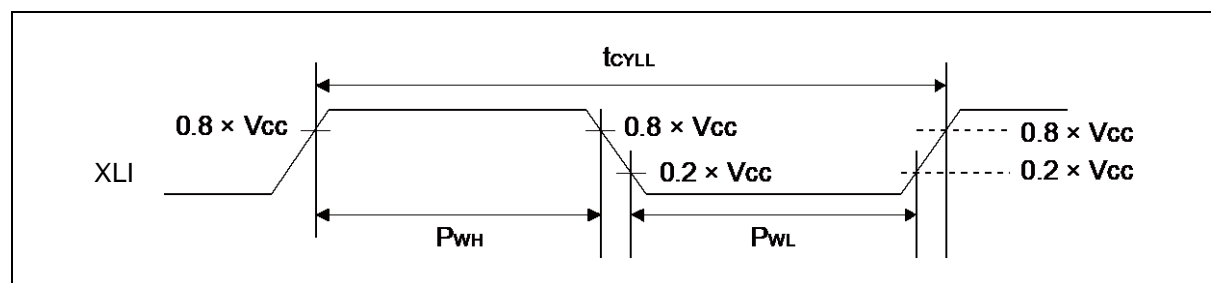 tCYLL
0.8 × Vcc
0.8 × Vcc
0.8 × Vcc
XLI
0.2 × Vcc
0.2 × Vcc
PWH
PWL